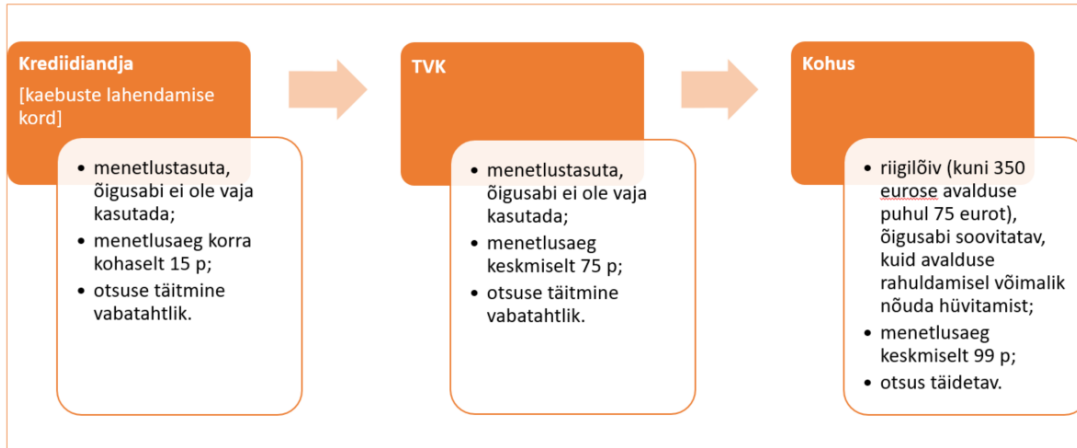 Krediidiandja
[kaebuste lahendamise
kord]
• menetlustasuta,
õigusabi ei ole vaja
kasutada;
• menetlusaeg korra
kohaselt 15 p;
• otsuse täitmine
vabatahtlik.
TVK
• menetlustasuta,
õigusabi ei ole vaja
kasutada;
• menetlusaeg
keskmiselt 75 p;
• otsuse täitmine
vabatahtlik.
Kohus
• riigilõiv (kuni 350
eurose avalduse
puhul 75 eurot),
õigusabi soovitatav,
kuid avalduse
rahuldamisel võimalik
nõuda hüvitamist;
• menetlusaeg
keskmiselt 99 p;
• otsus täidetav.